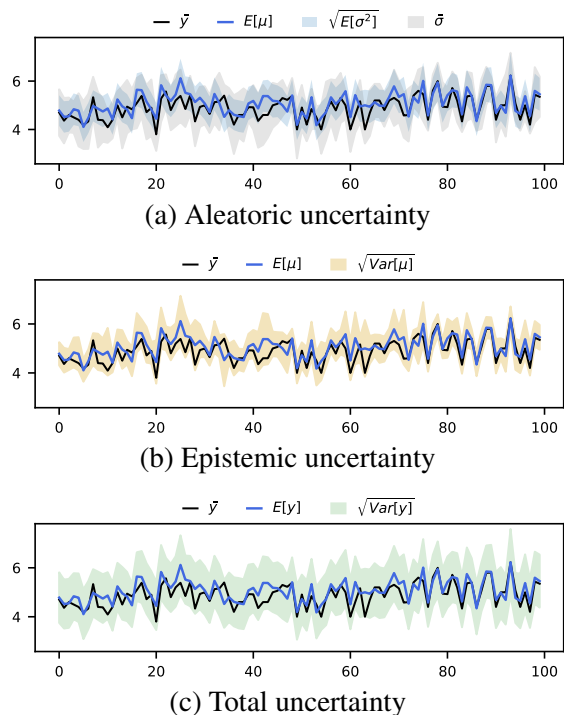 ȳ E[μ] √E[σ²] σ̄
6
4
0 20 40 60 80 100
(a) Aleatoric uncertainty
ȳ E[μ] √Var[μ]
6
4
0 20 40 60 80 100
(b) Epistemic uncertainty
ȳ E[y] √Var[y]
6
4
0 20 40 60 80 100
(c) Total uncertainty